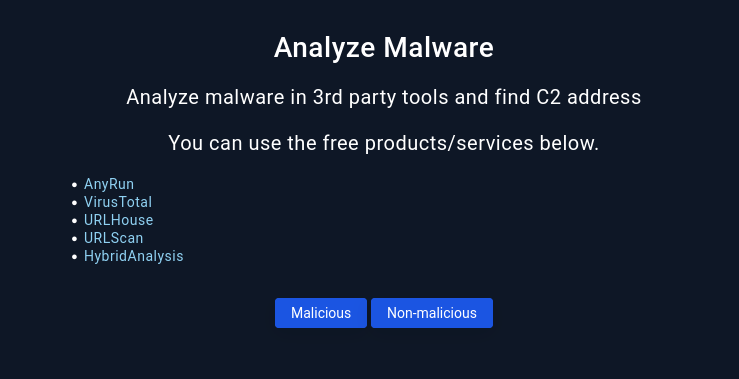 Analyze Malware
Analyze malware in 3rd party tools and find C2 address
You can use the free products/services below.
AnyRun
VirusTotal
URLHouse
URLScan
HybridAnalysis
Malicious Non-malicious